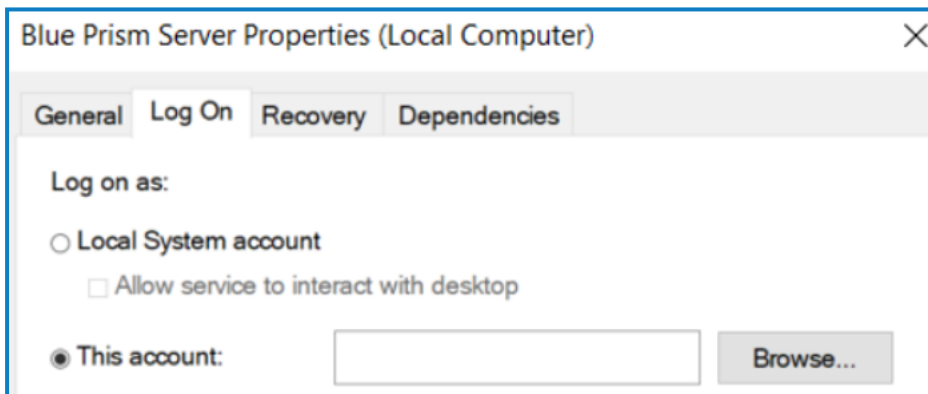 Blue Prism Server Properties (Local Computer)
General Log On Recovery Dependencies
Log on as:
Local System account
Allow service to interact with desktop
This account: Browse...